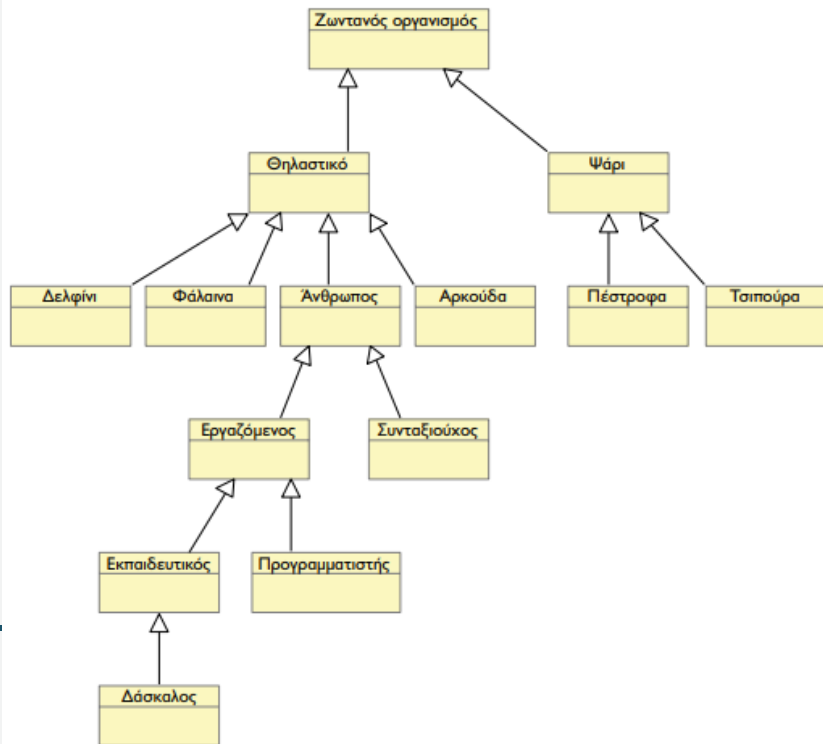 Ζωντανός οργανισμός
Θηλαστικό
Ψάρι
Δελφίνι
Φάλαινα
Άνθρωπος
Αρκούδα
Πέστροφα
Τσιπούρα
Εργαζόμενος
Συνταξιούχος
Εκπαιδευτικός
Προγραμματιστής
Δάσκαλος